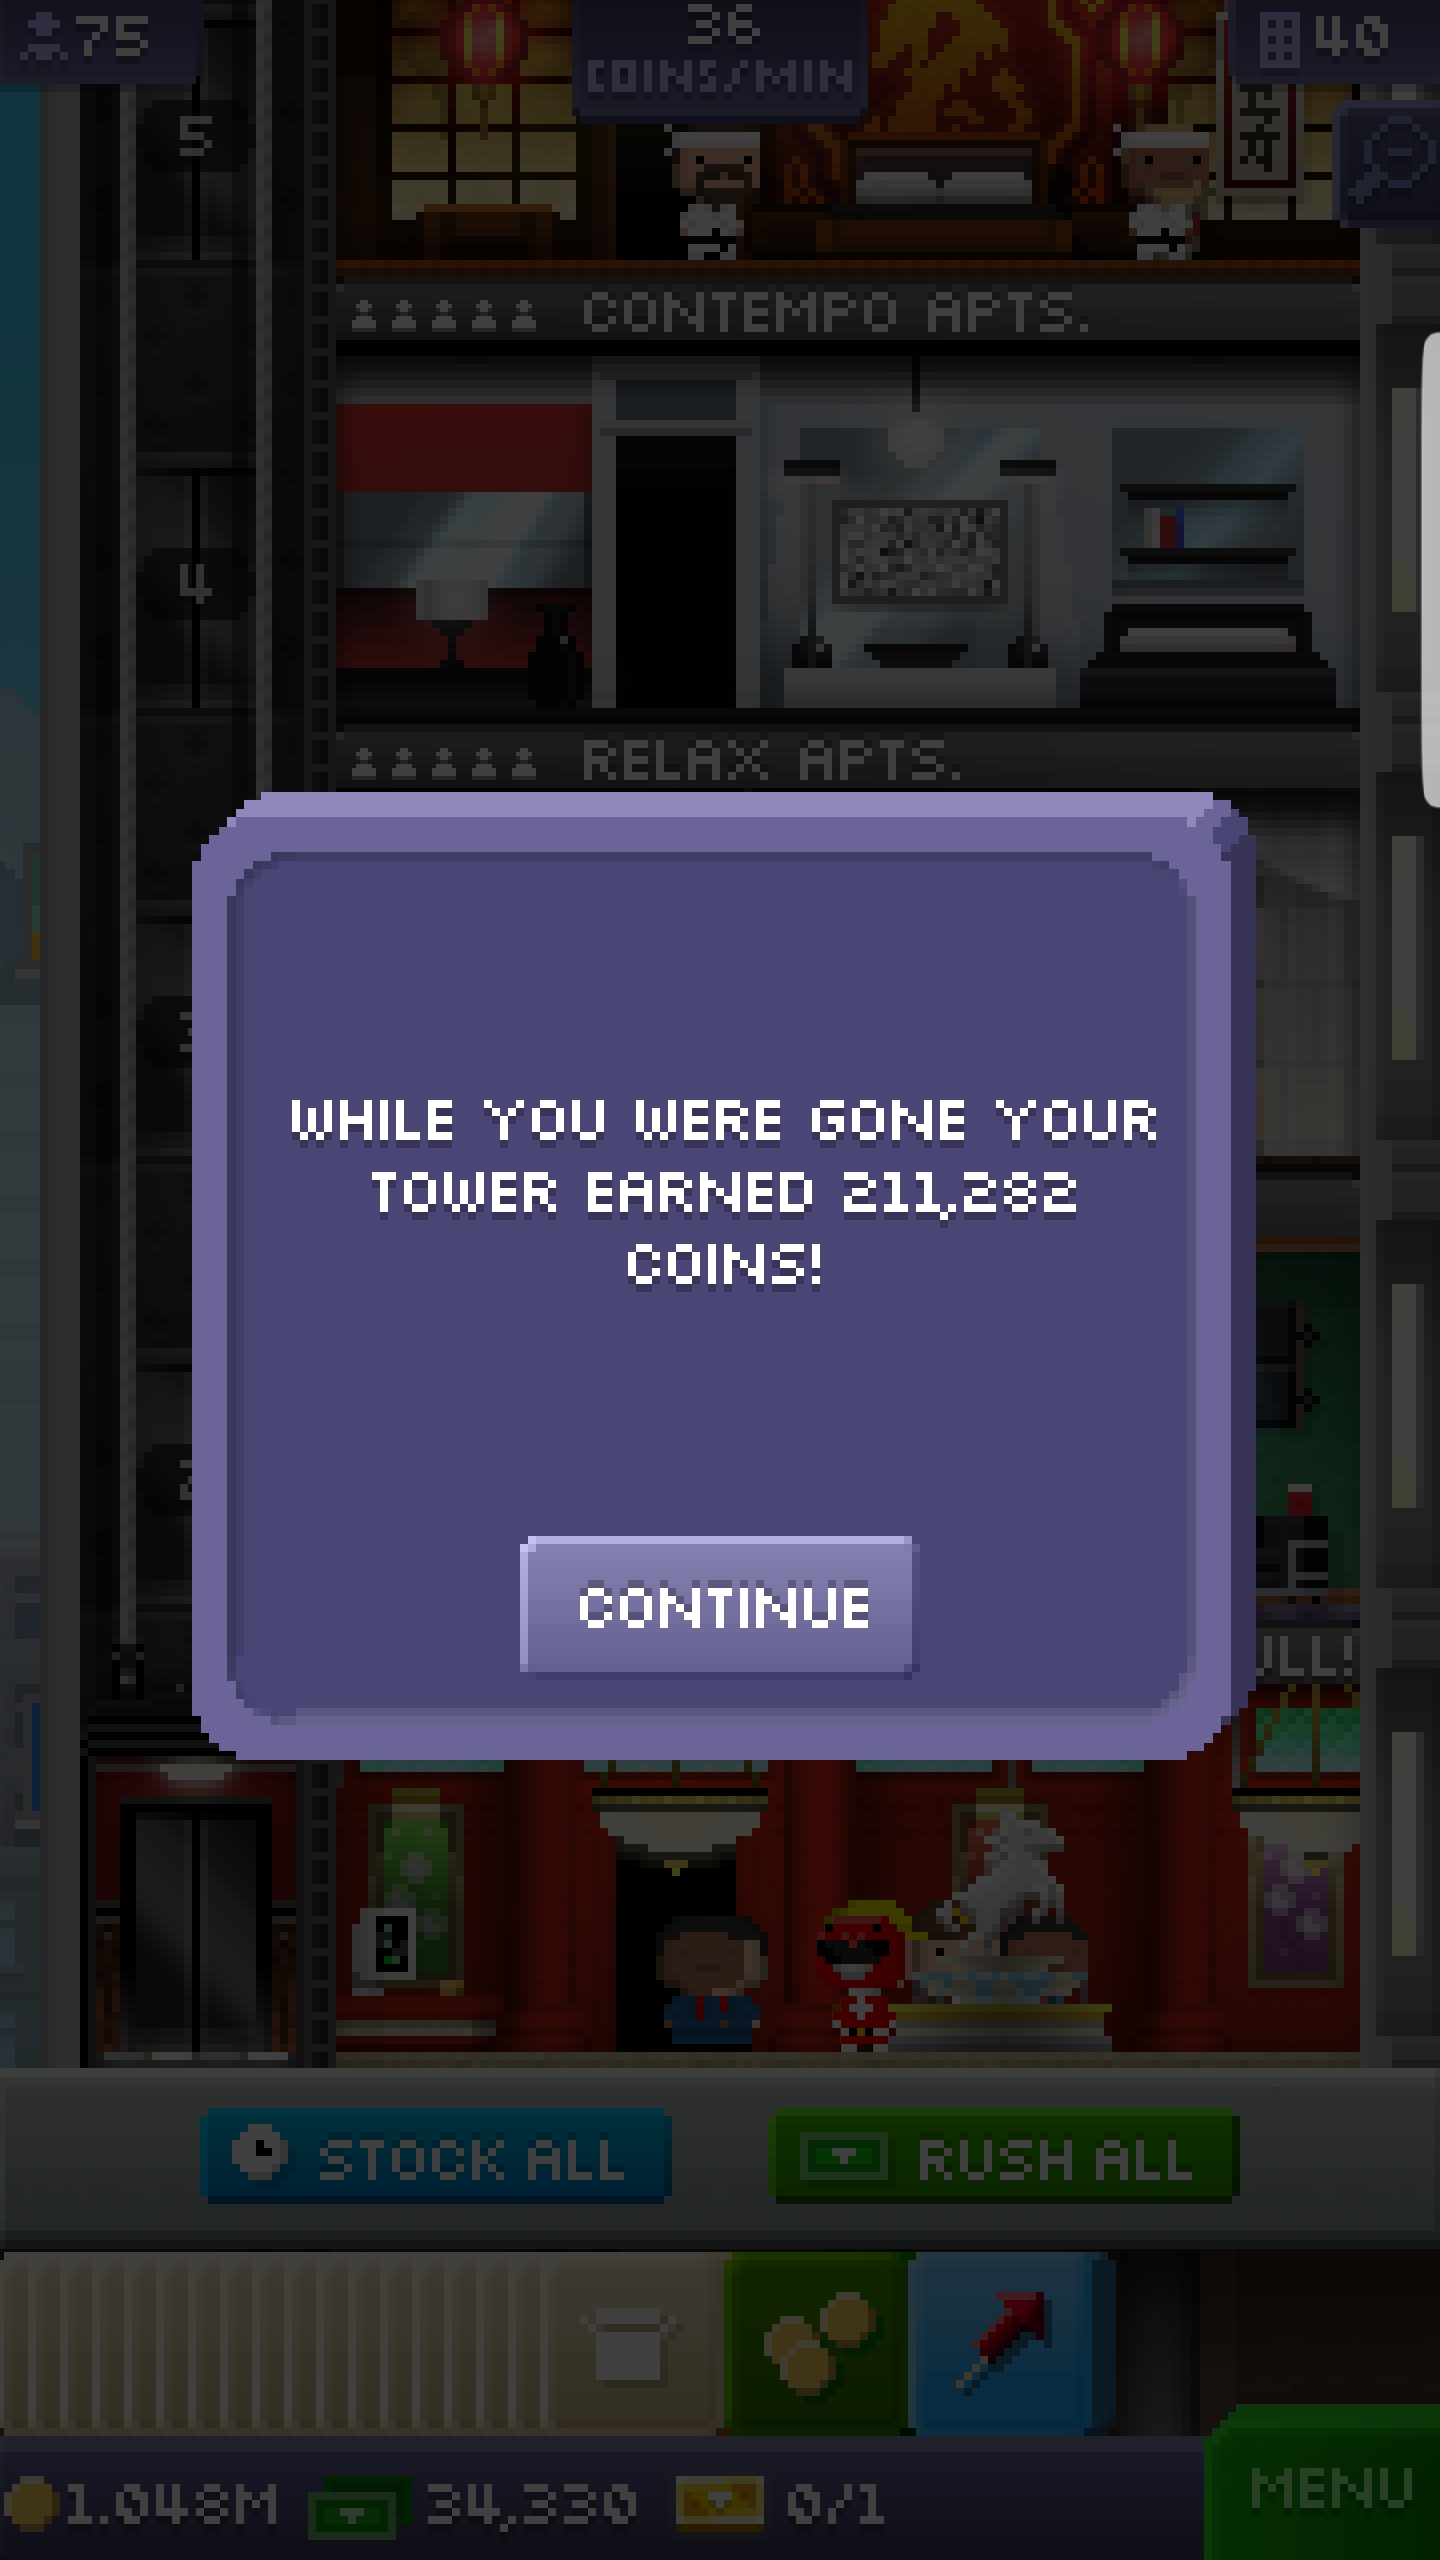 75
36
COINS/MIN
40
5
CONTEMPO APTS.
4
RELAX APTS.
WHILE YOU WERE GONE YOUR
TOWER EARNED 211,282
COINS!
CONTINUE
STOCK ALL
RUSH ALL
1.048M
34,330
0/1
MENU